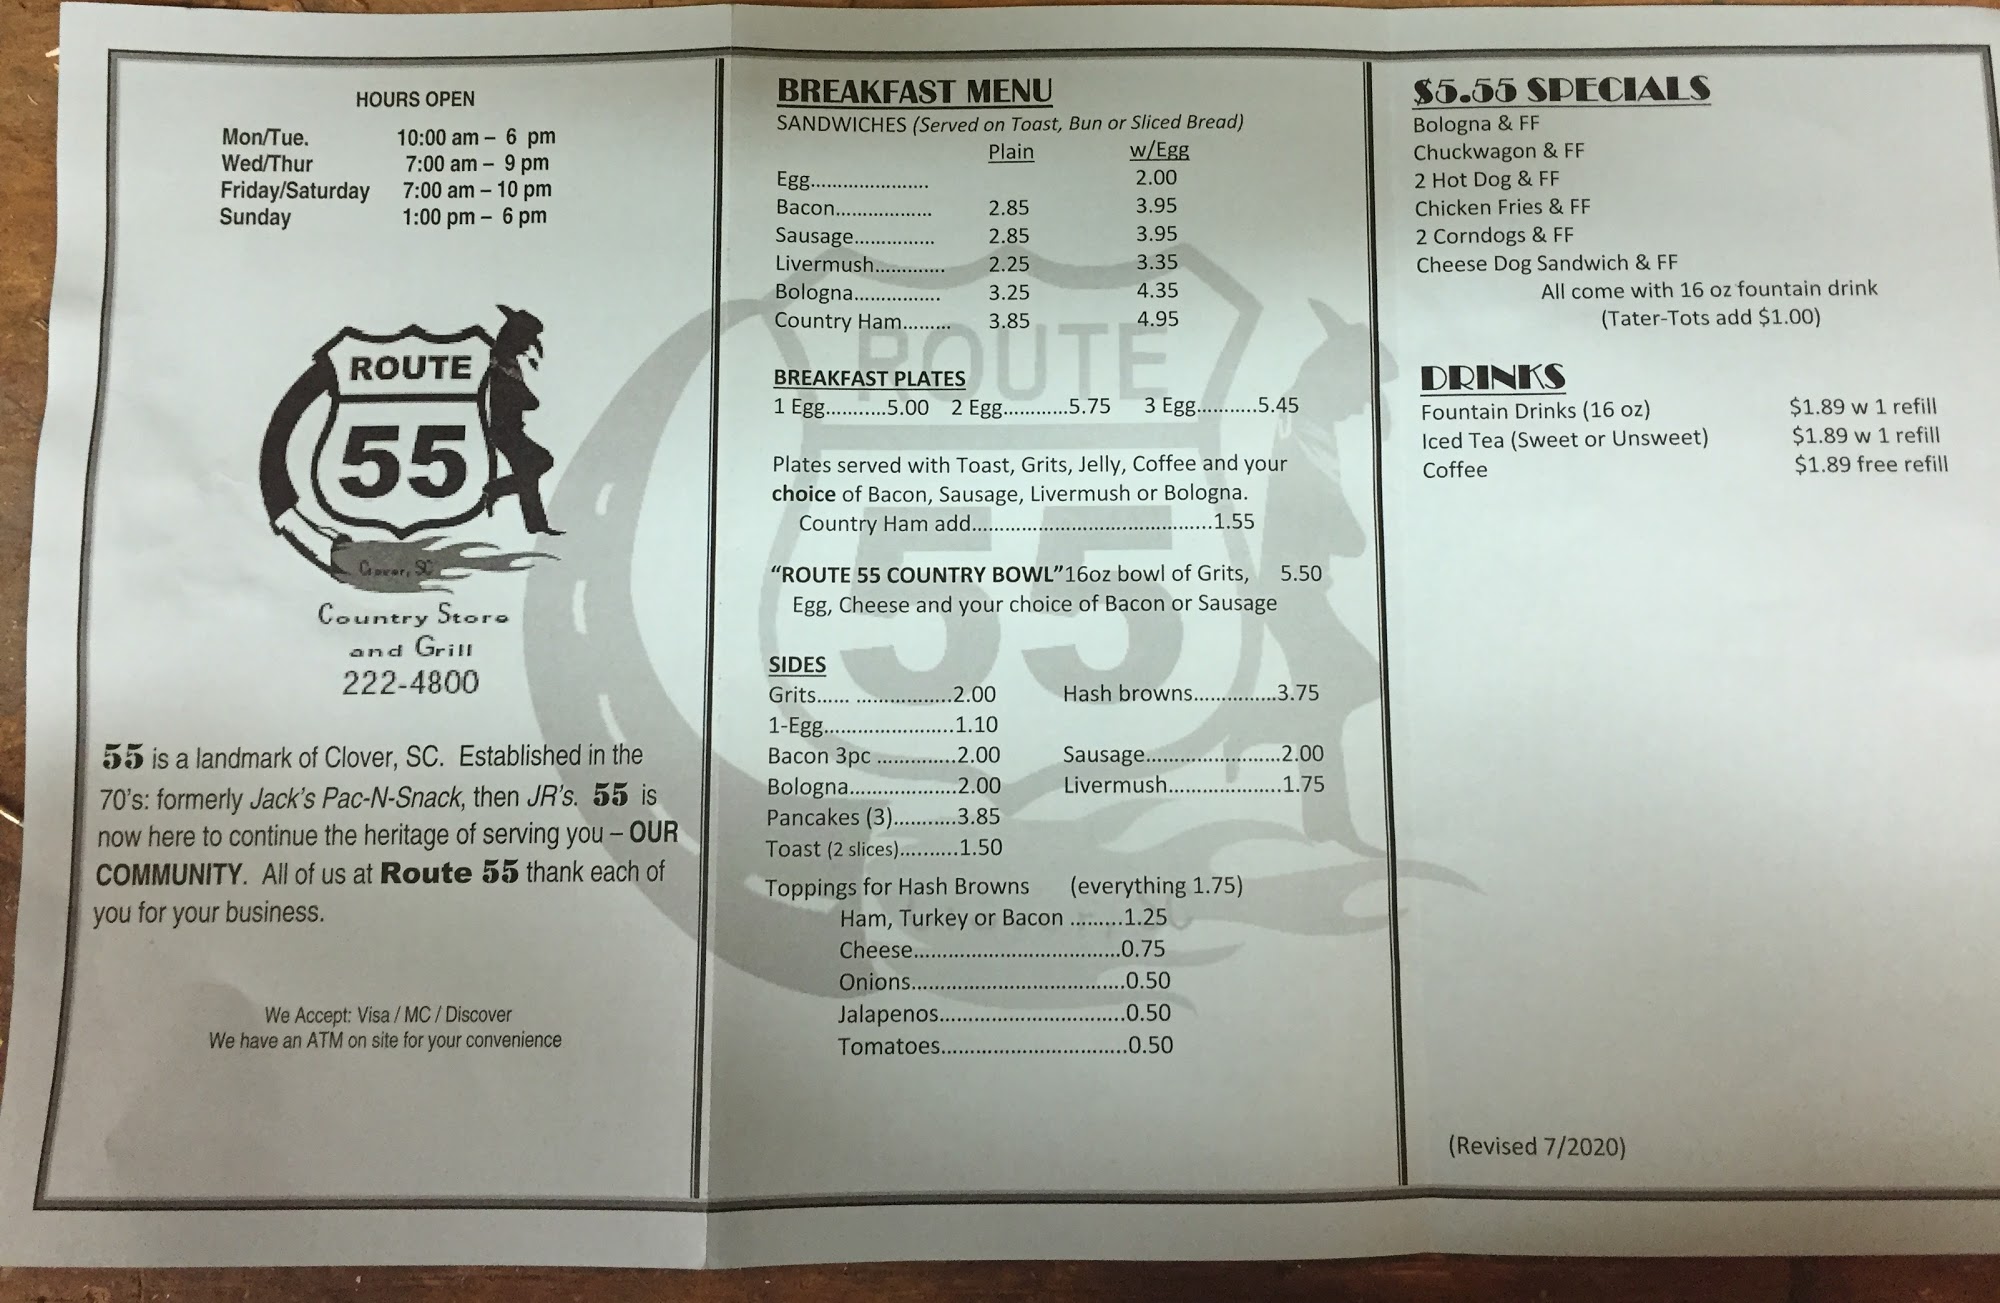 HOURS OPEN
Mon/Tue. 10:00 am – 6 pm
Wed/Thur 7:00 am – 9 pm
Friday/Saturday 7:00 am – 10 pm
Sunday 1:00 pm – 6 pm
ROUTE
55
Clover, SC
Country Store
and Grill
222-4800
55 is a landmark of Clover, SC. Established in the
70's: formerly Jack's Pac-N-Snack, then JR's. 55 is
now here to continue the heritage of serving you – OUR
COMMUNITY. All of us at Route 55 thank each of
you for your business.
We Accept: Visa / MC / Discover
We have an ATM on site for your convenience
BREAKFAST MENU
SANDWICHES (Served on Toast, Bun or Sliced Bread)
Plain w/Egg
Egg...................... 2.00
Bacon.................. 2.85 3.95
Sausage............... 2.85 3.95
Livermush............. 2.25 3.35
Bologna................ 3.25 4.35
Country Ham......... 3.85 4.95
BREAKFAST PLATES
1 Egg...........5.00 2 Egg............5.75 3 Egg...........5.45
Plates served with Toast, Grits, Jelly, Coffee and your
choice of Bacon, Sausage, Livermush or Bologna.
Country Ham add............................................1.55
"ROUTE 55 COUNTRY BOWL"16oz bowl of Grits, 5.50
Egg, Cheese and your choice of Bacon or Sausage
SIDES
Grits...... ..................2.00 Hash browns...............3.75
1-Egg........................1.10
Bacon 3pc ...............2.00 Sausage.........................2.00
Bologna....................2.00 Livermush.....................1.75
Pancakes (3)...........3.85
Toast (2 slices)..........1.50
Toppings for Hash Browns (everything 1.75)
Ham, Turkey or Bacon .........1.25
Cheese......................................0.75
Onions.......................................0.50
Jalapenos..................................0.50
Tomatoes..................................0.50
ROUTE
55
$5.55 SPECIALS
Bologna & FF
Chuckwagon & FF
2 Hot Dog & FF
Chicken Fries & FF
2 Corndogs & FF
Cheese Dog Sandwich & FF
All come with 16 oz fountain drink
(Tater-Tots add $1.00)
DRINKS
Fountain Drinks (16 oz) $1.89 w 1 refill
Iced Tea (Sweet or Unsweet) $1.89 w 1 refill
Coffee $1.89 free refill
(Revised 7/2020)